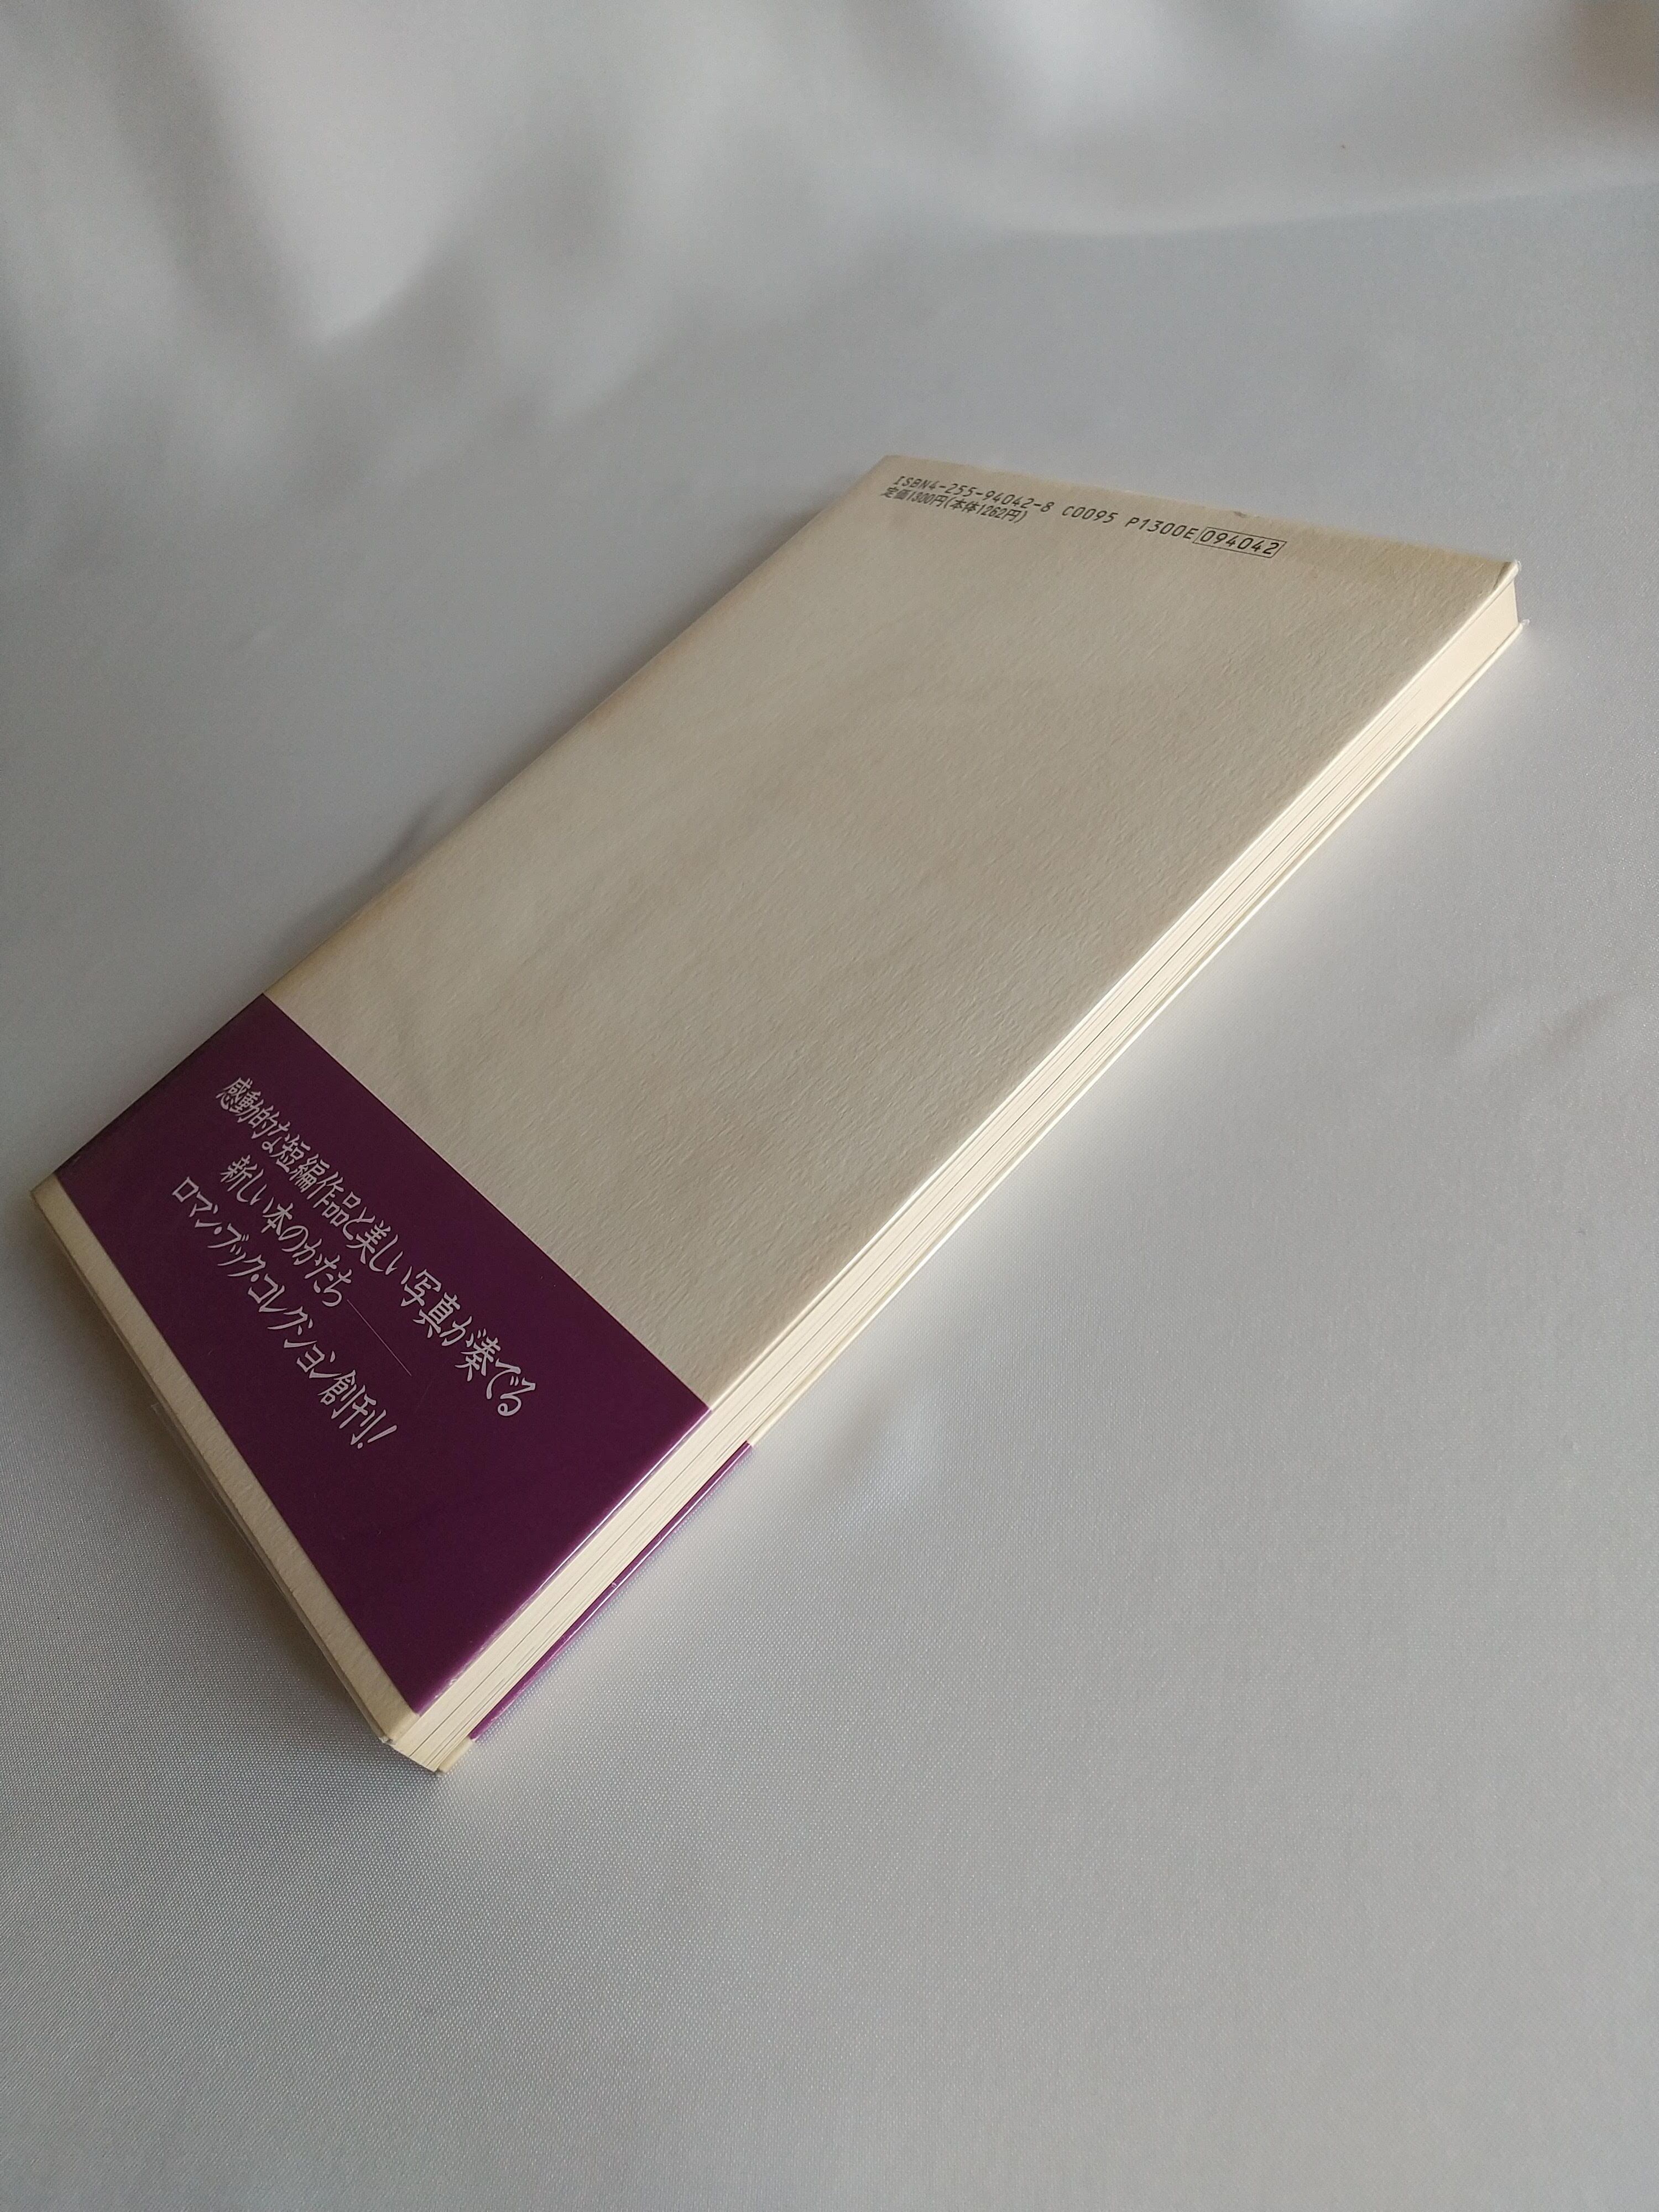 ISBN4-255-94042-8 C0095 P1300E 094042
定価1300円(本体1262円)
感動的な短編作品と美しい写真が奏でる
新しい本のかたち――
ロマン・ブック・コレクション創刊!